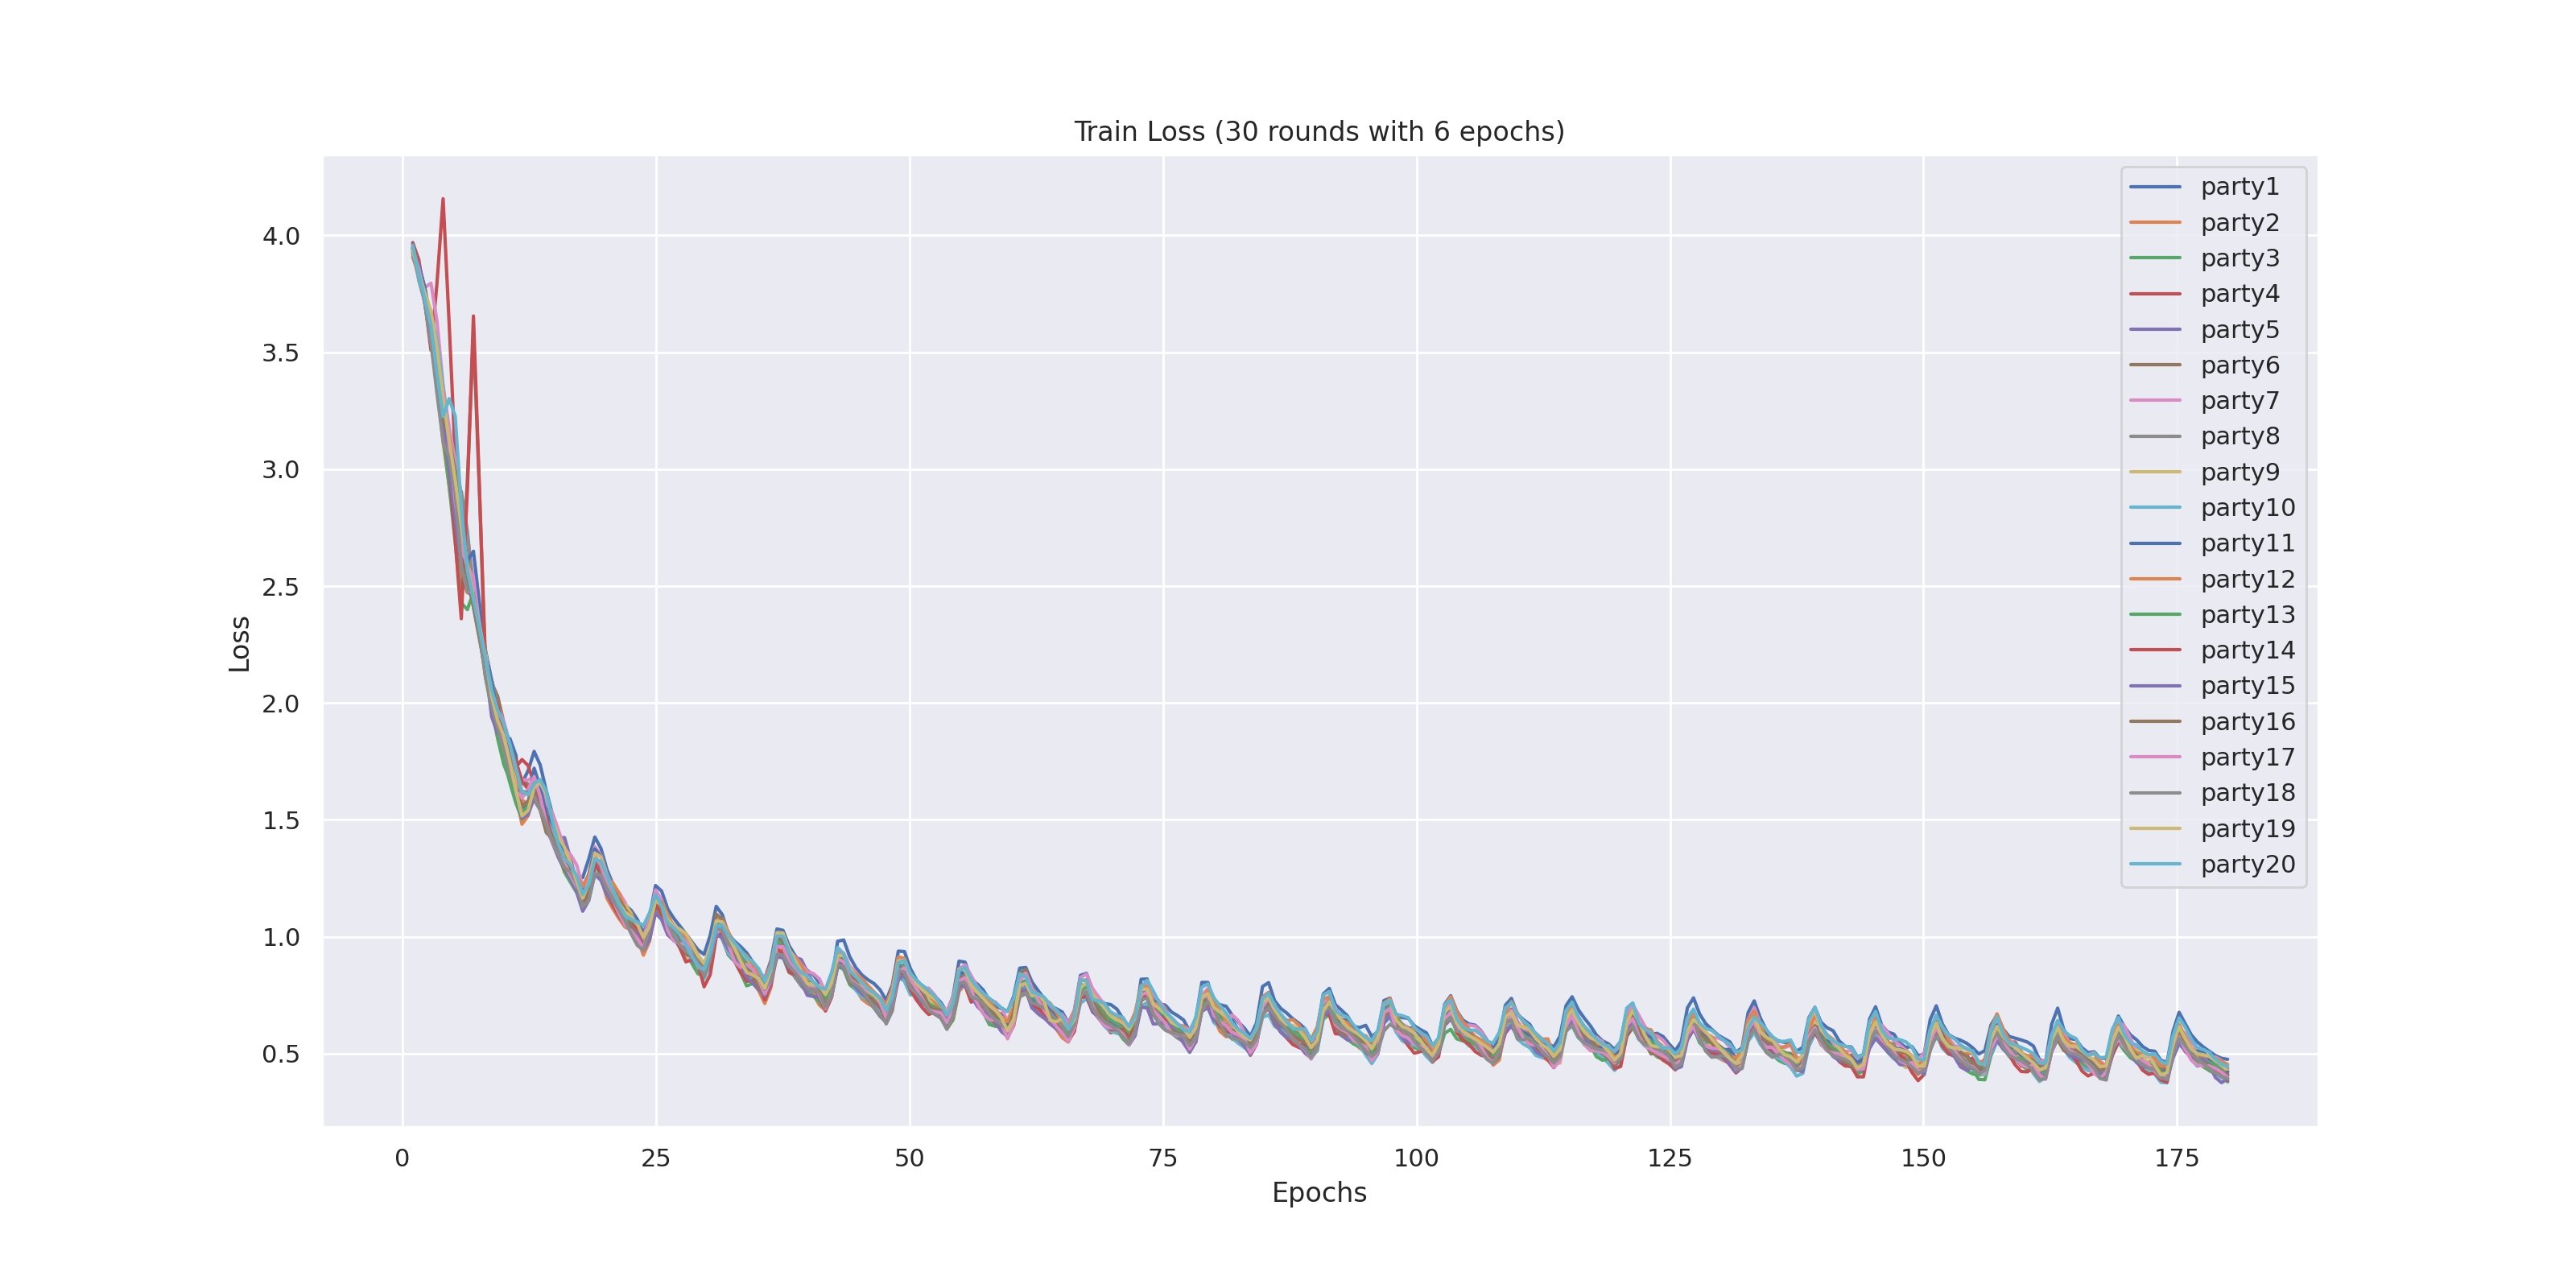 Train Loss (30 rounds with 6 epochs)
4.0
3.5
3.0
2.5
2.0
1.5
1.0
0.5
Loss
0 25 50 75 100 125 150 175
Epochs
party1
party2
party3
party4
party5
party6
party7
party8
party9
party10
party11
party12
party13
party14
party15
party16
party17
party18
party19
party20